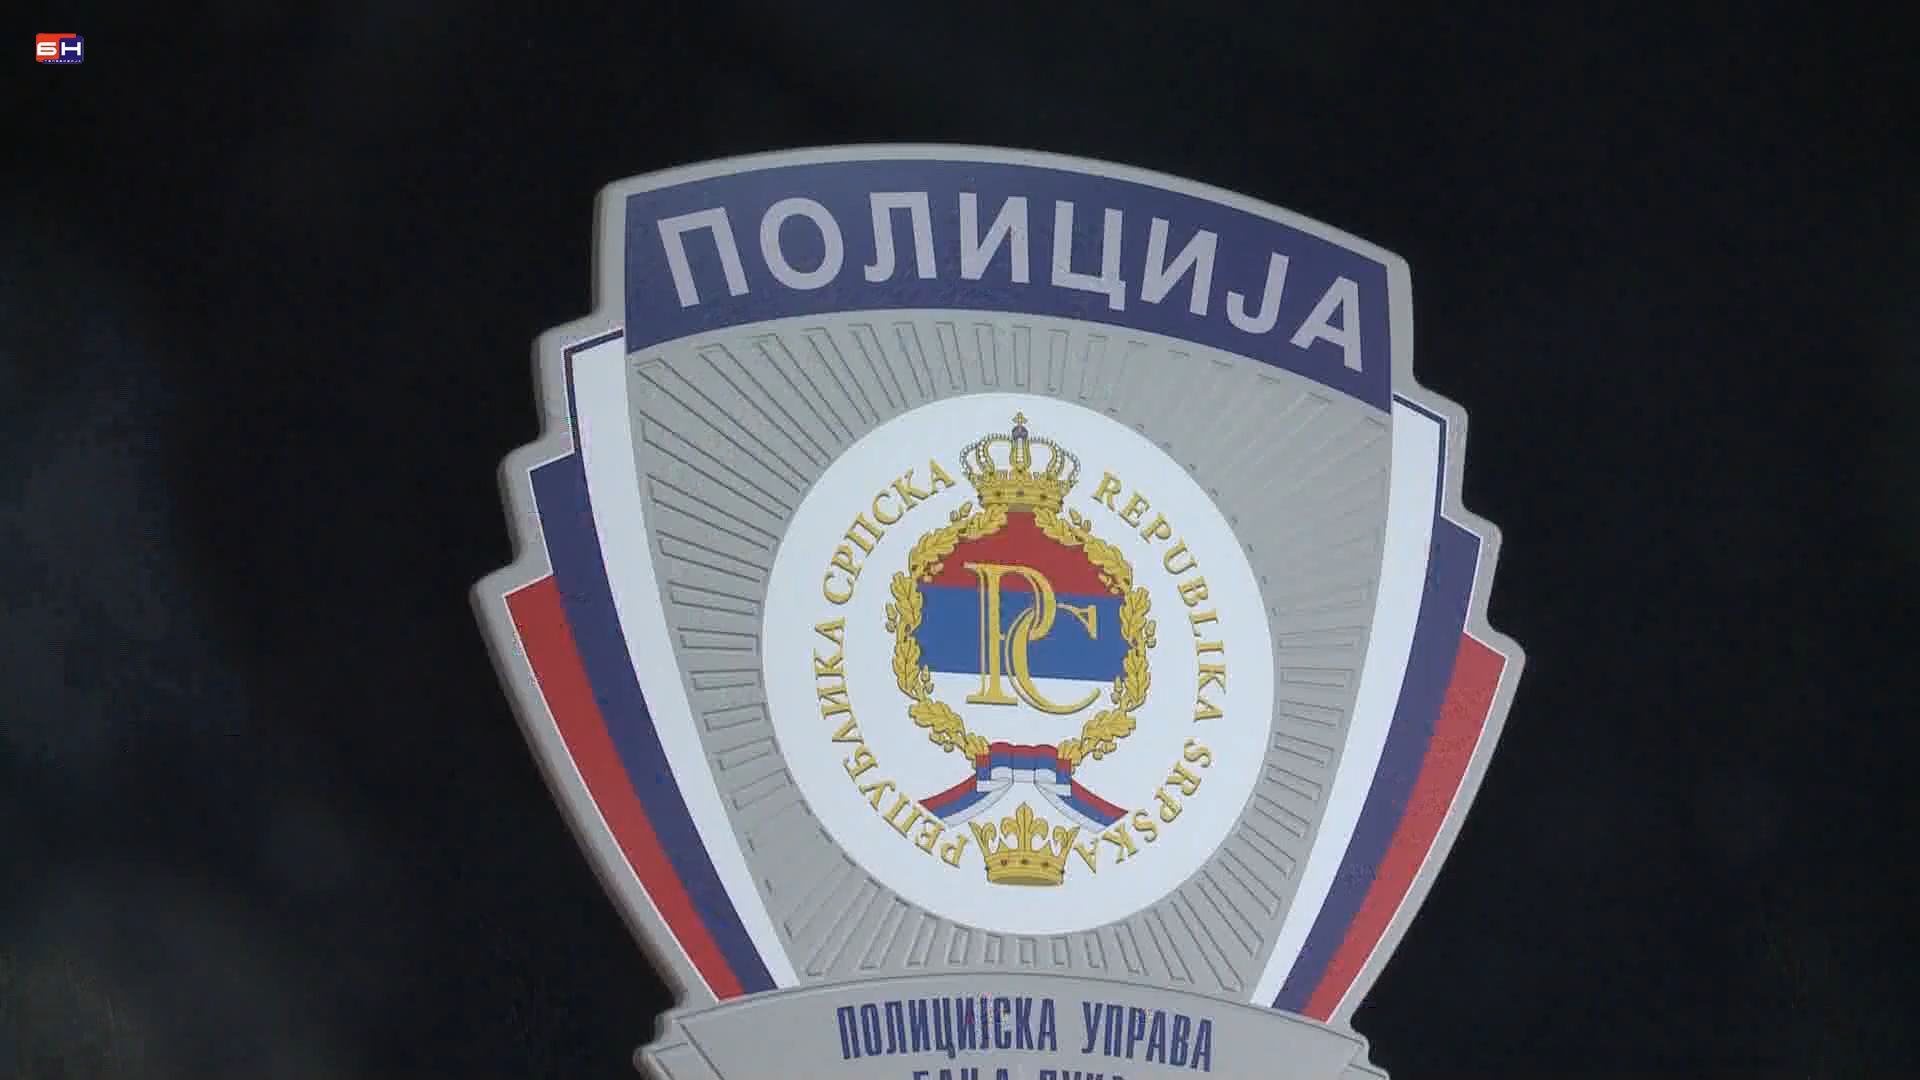 БН
ПОЛИЦИЈА
РЕПУБЛИКА СРПСКА
REPUBLIKA SRPSKA
РС
ПОЛИЦИЈСКА УПРАВА